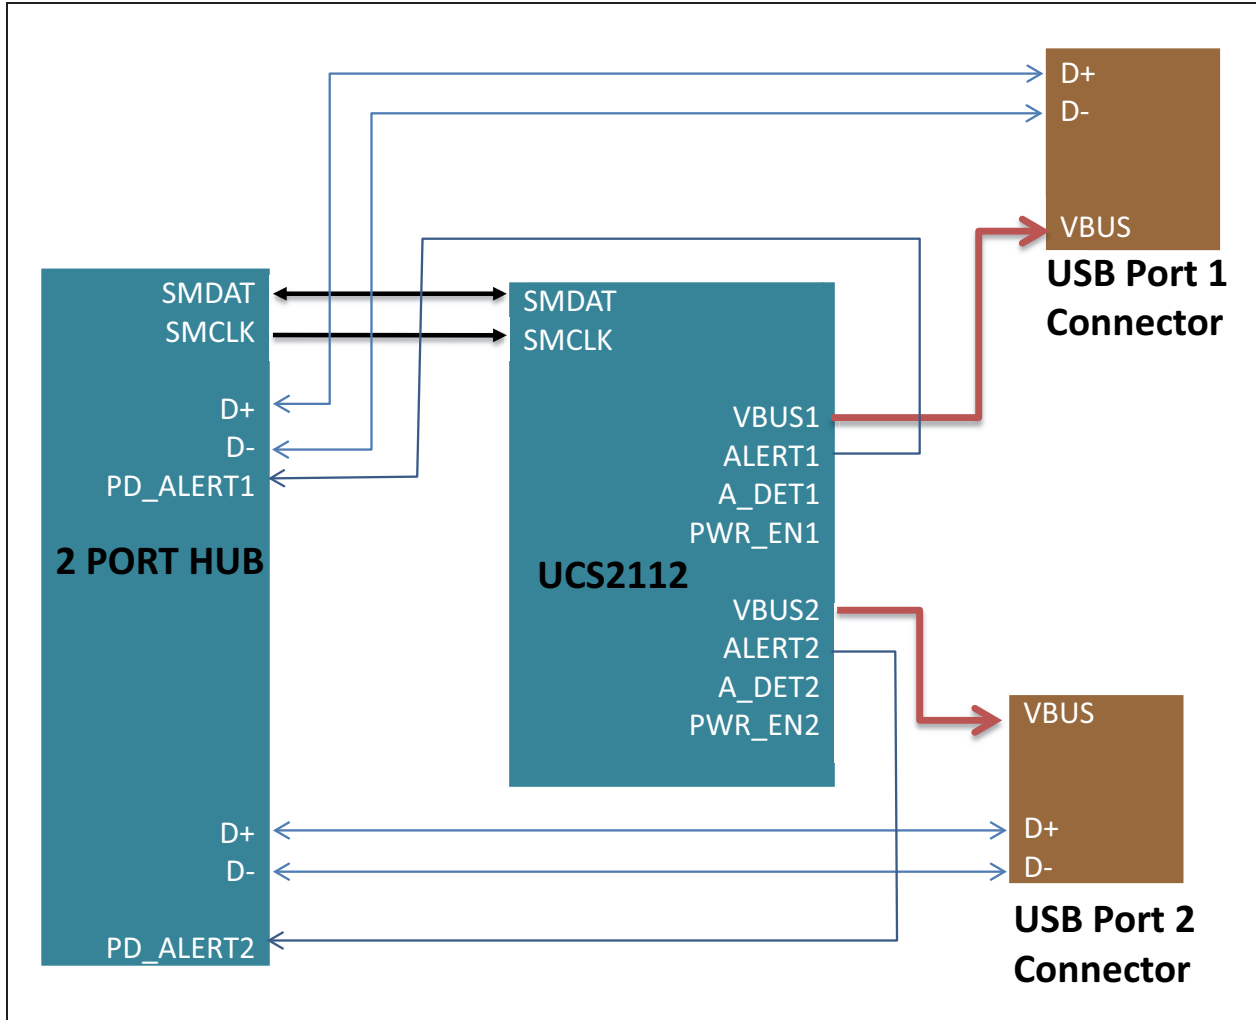 D+
D-
VBUS
USB Port 1
Connector
SMDAT
SMCLK
D+
D-
PD_ALERT1
2 PORT HUB
D+
D-
PD_ALERT2
SMDAT
SMCLK
VBUS1
ALERT1
A_DET1
PWR_EN1
UCS2112
VBUS2
ALERT2
A_DET2
PWR_EN2
VBUS
D+
D-
USB Port 2
Connector